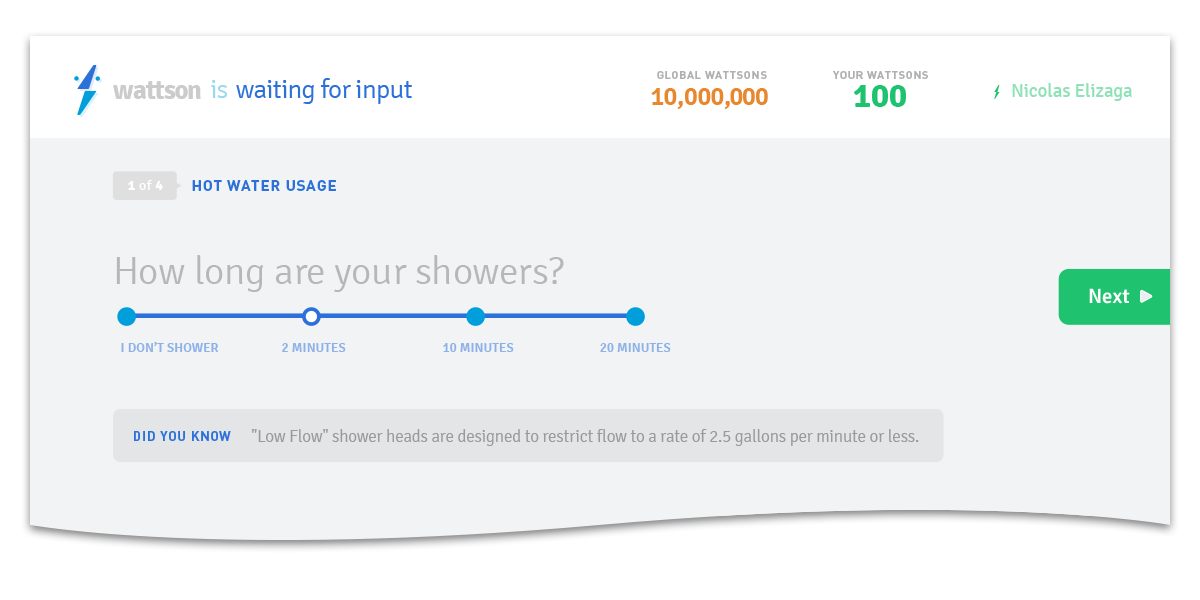 wattson is waiting for input
GLOBAL WATTSONS
10,000,000
YOUR WATTSONS
100
Nicolas Elizaga
1 of 4 HOT WATER USAGE
How long are your showers?
I DON'T SHOWER 2 MINUTES 10 MINUTES 20 MINUTES
Next
DID YOU KNOW "Low Flow" shower heads are designed to restrict flow to a rate of 2.5 gallons per minute or less.